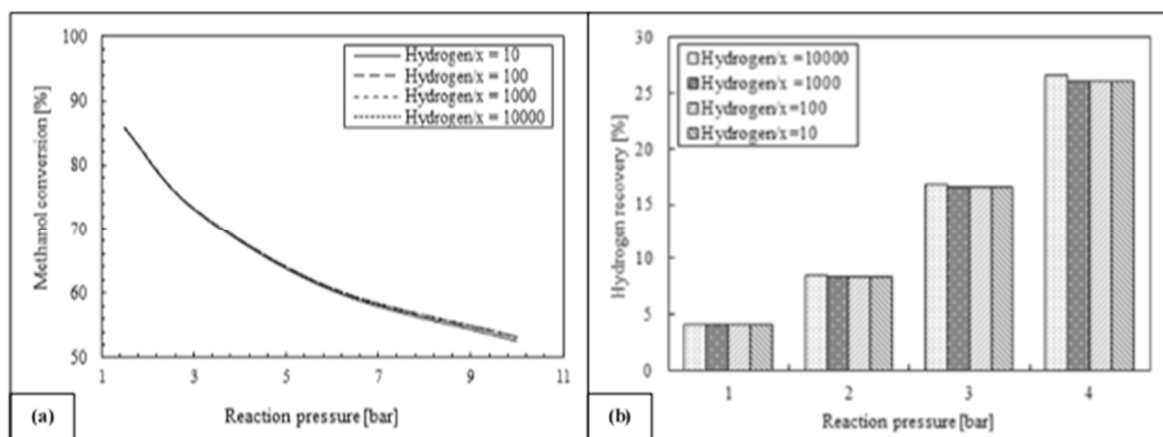 100
90
80
70
60
50
Methanol conversion [%]
Hydrogen/x = 10
Hydrogen/x = 100
Hydrogen/x = 1000
Hydrogen/x = 10000
1 3 5 7 9 11
Reaction pressure [bar]
(a)
30
25
20
15
10
5
0
Hydrogen recovery [%]
Hydrogen/x =10000
Hydrogen/x =1000
Hydrogen/x=100
Hydrogen/x=10
1 2 3 4
Reaction pressure [bar]
(b)